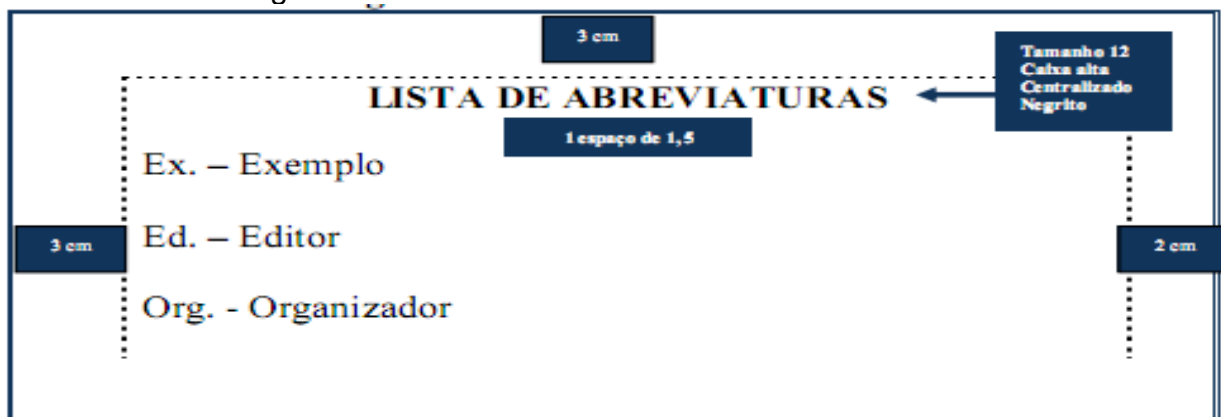 3 cm
Tamanho 12
Caixa alta
Centralizado
Negrito
LISTA DE ABREVIATURAS
1 espaço de 1,5
Ex. – Exemplo
3 cm
Ed. – Editor
2 cm
Org. - Organizador